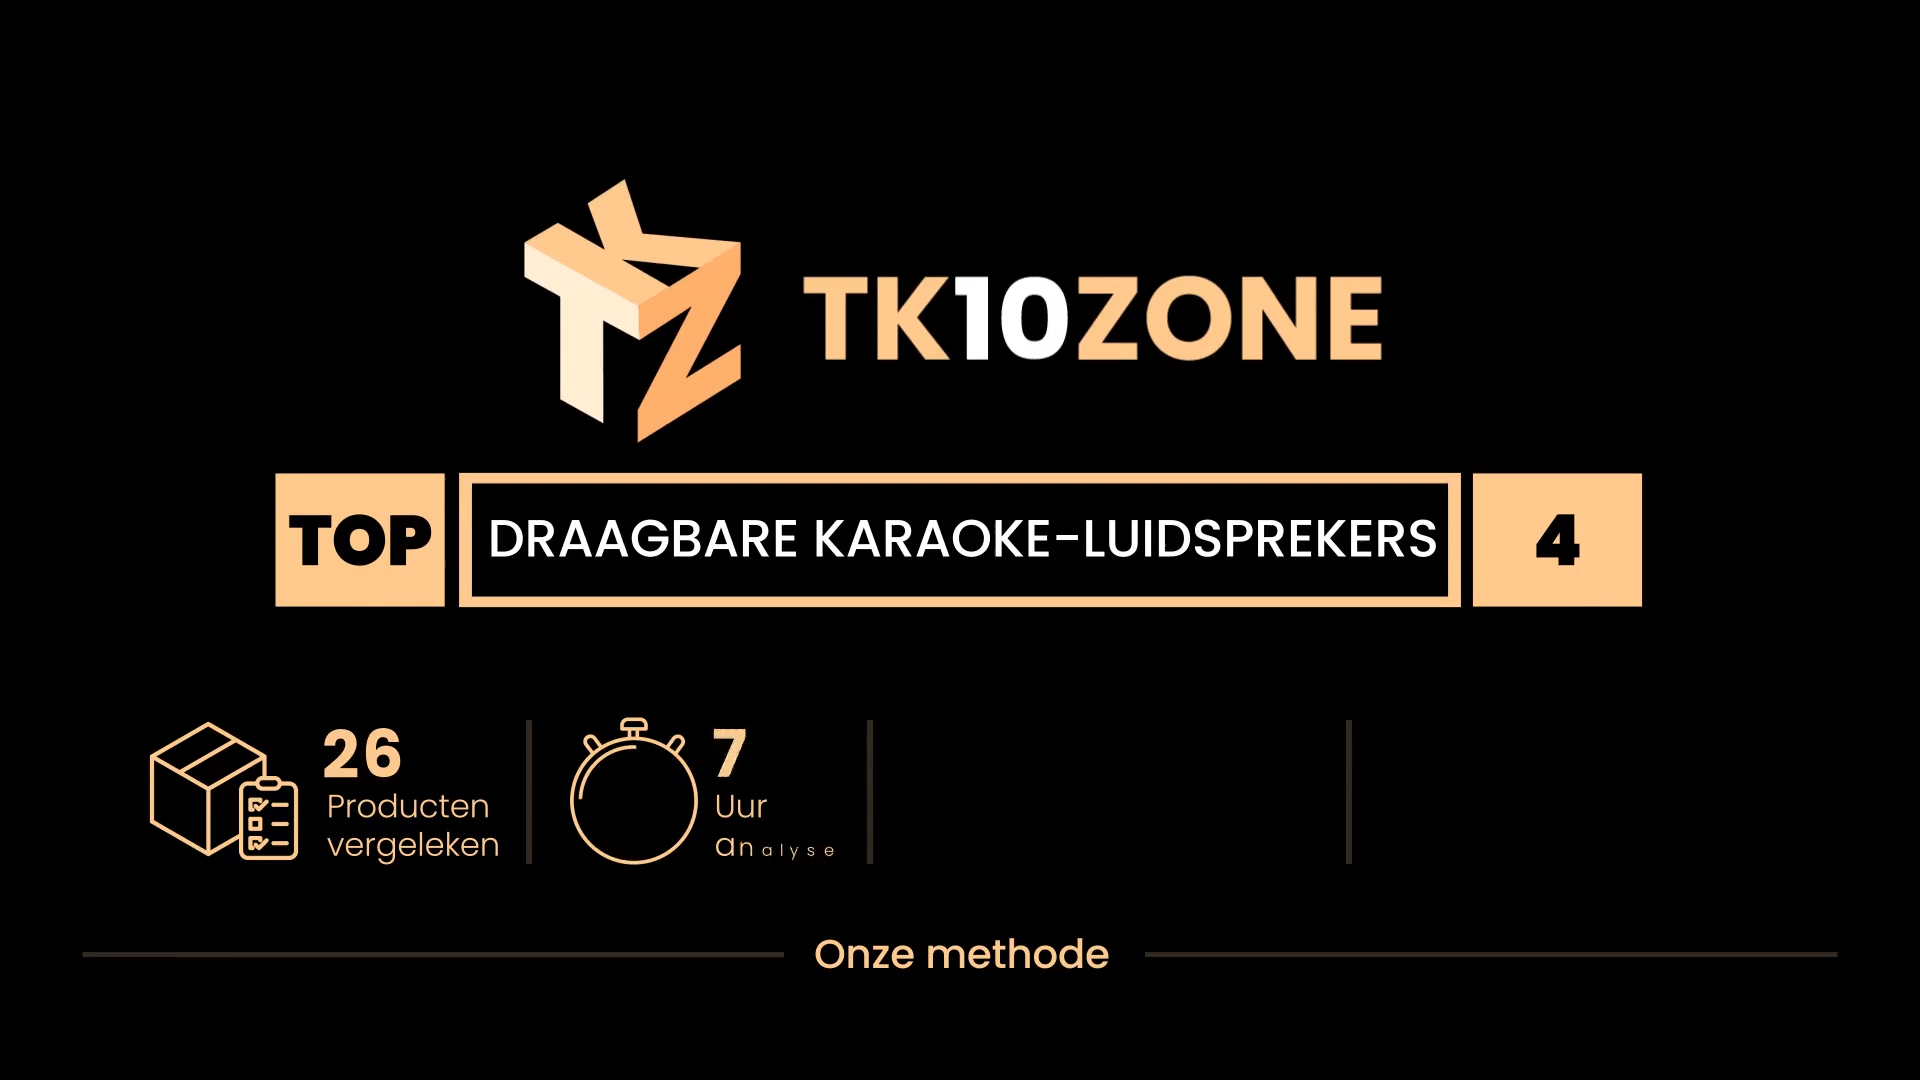 TK10ZONE
TOP DRAAGBARE KARAOKE-LUIDSPREKERS 4
26
Producten
vergeleken
7
Uur
analyse
Onze methode